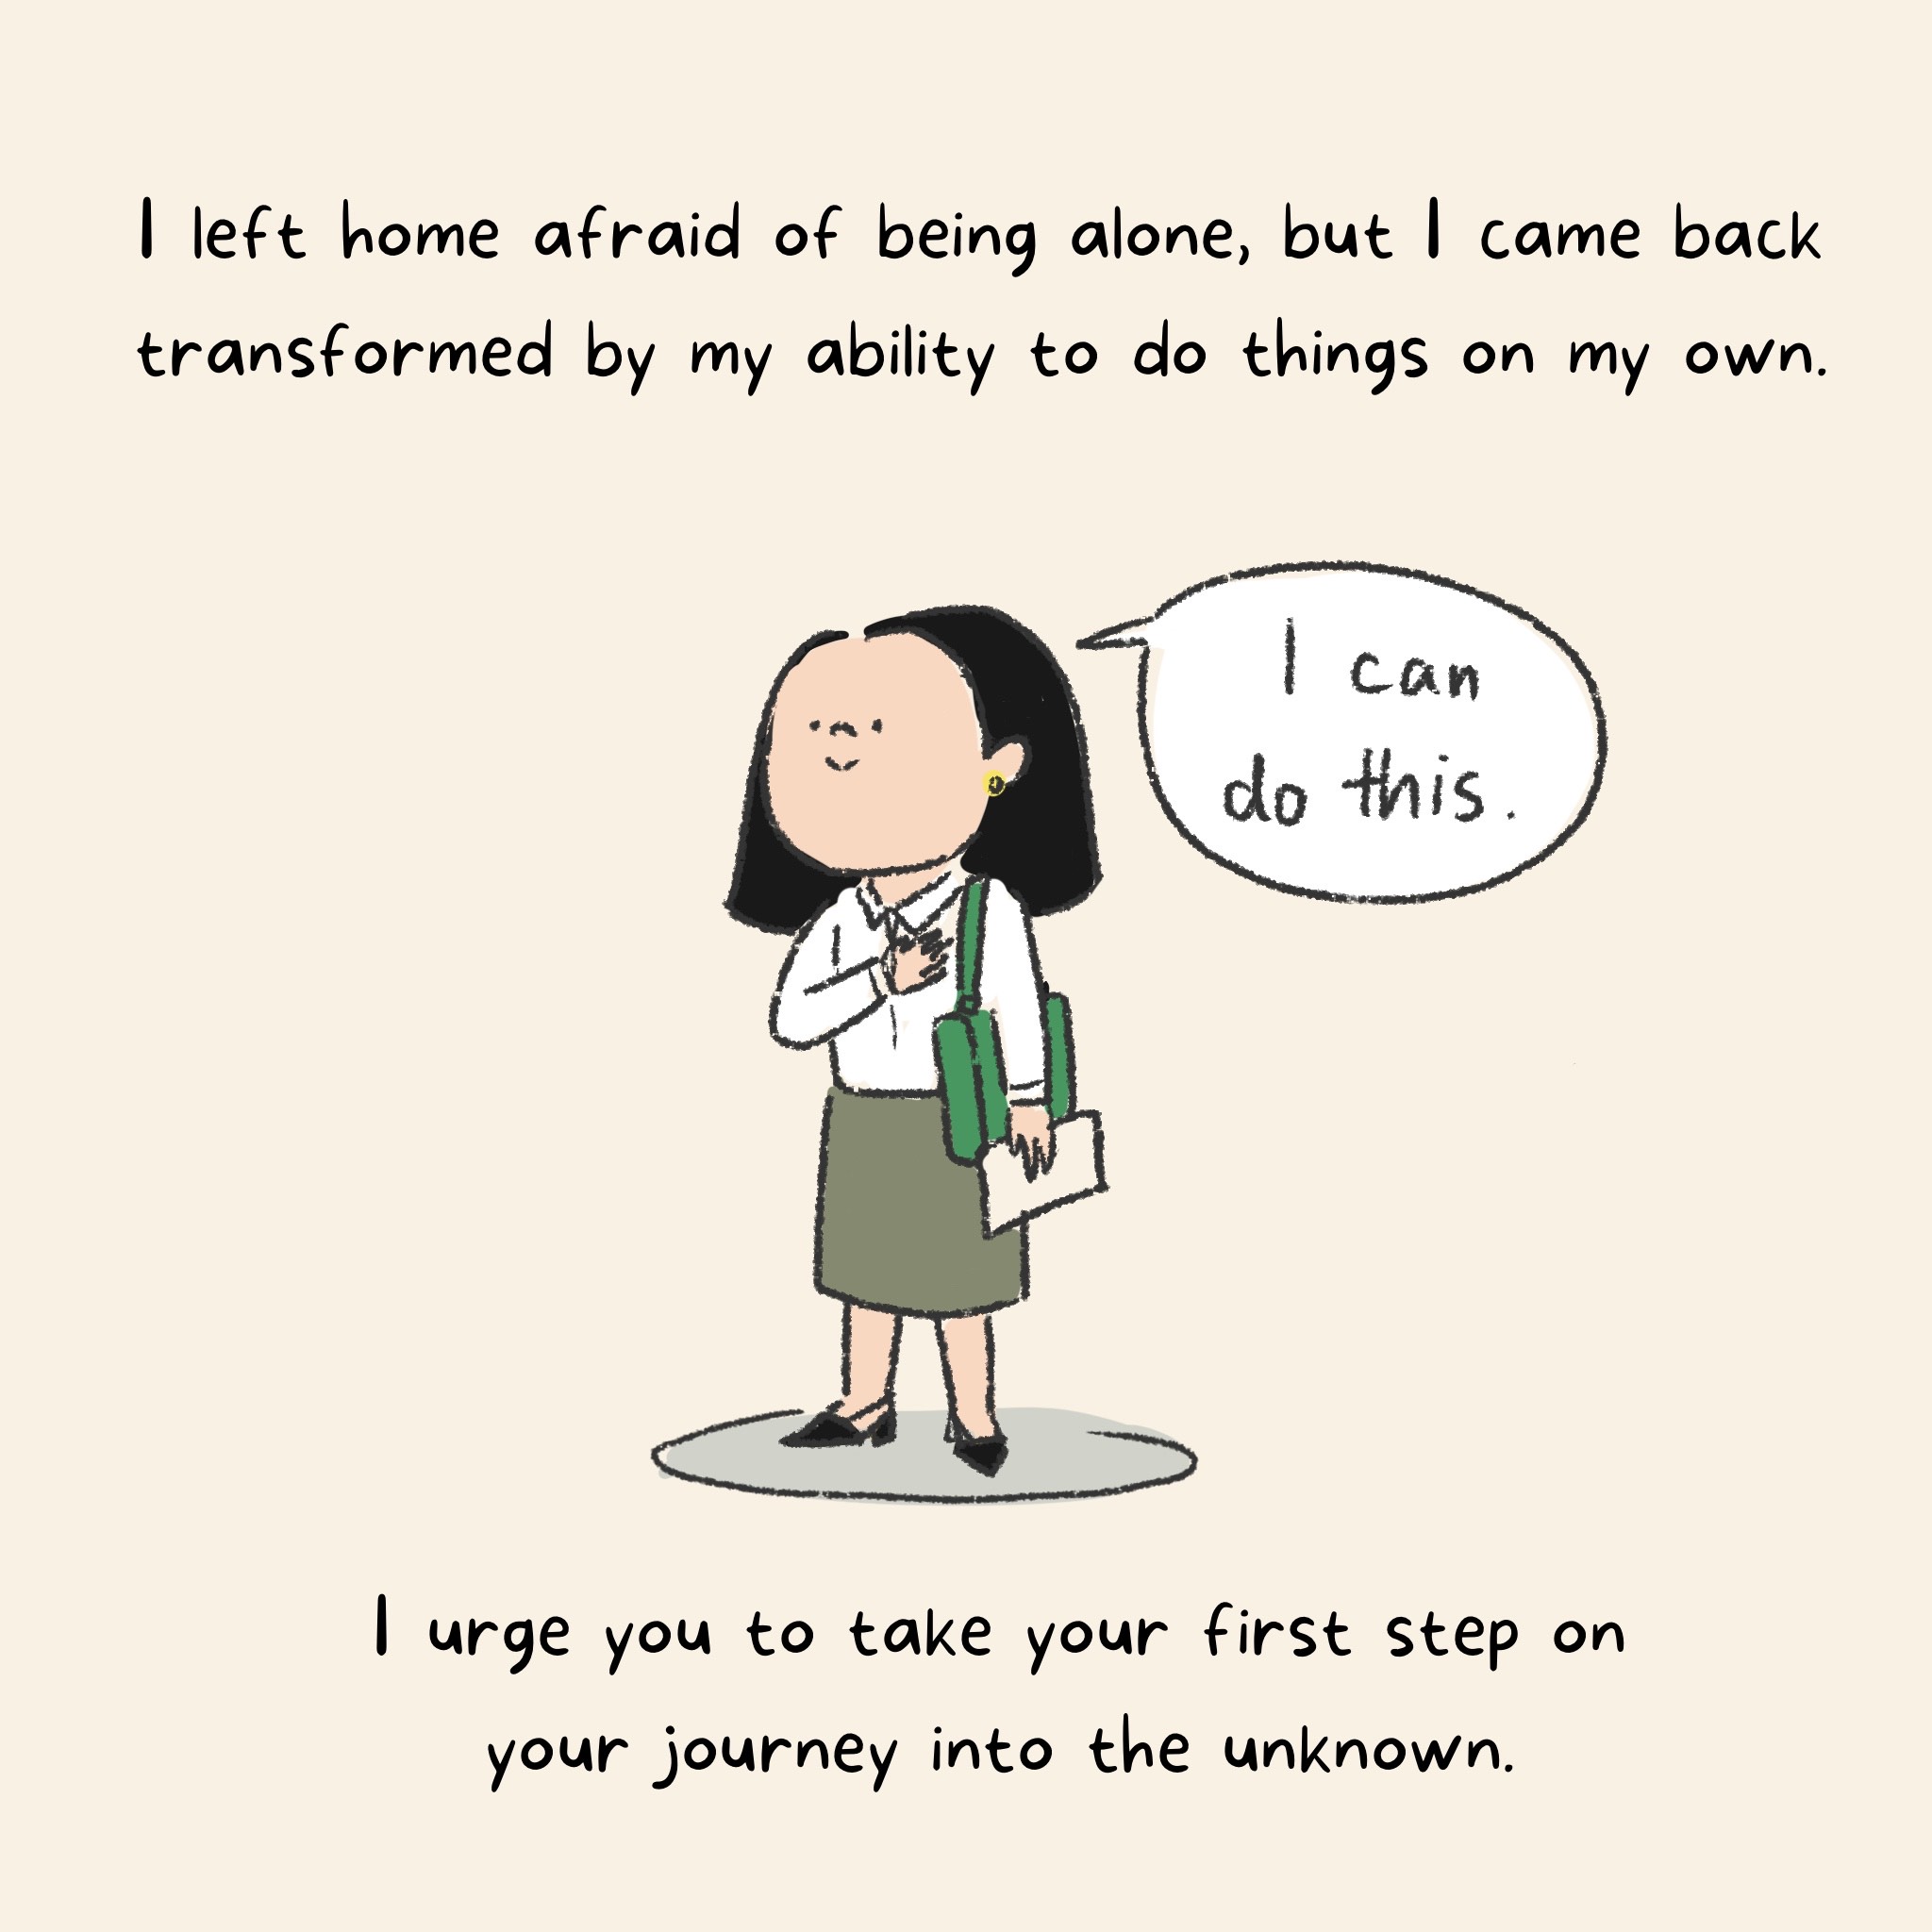 I left home afraid of being alone, but I came back
transformed by my ability to do things on my own.
I can
do this.
I urge you to take your first step on
your journey into the unknown.